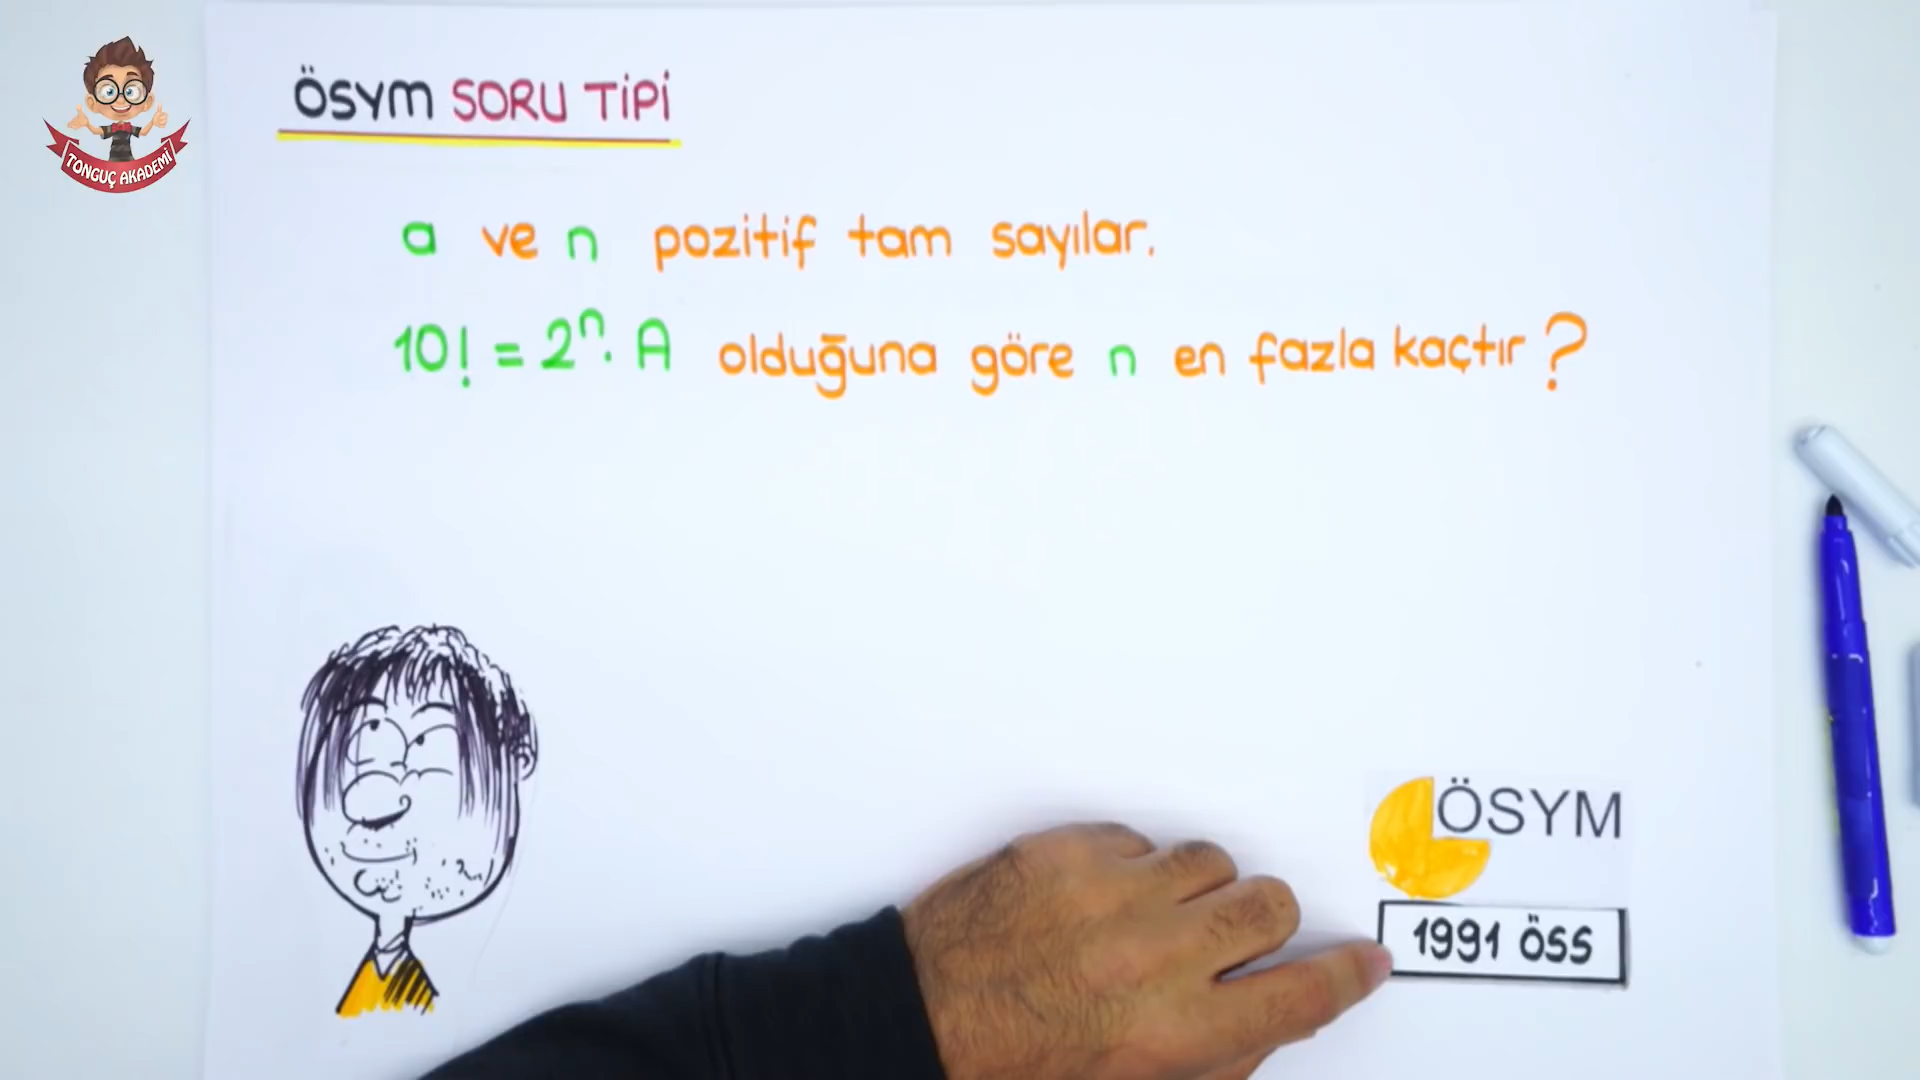 TONGUÇ AKADEMİ
ÖSYM SORU TİPİ
a ve n pozitif tam sayılar.
10! = 2ⁿ. A olduğuna göre n en fazla kaçtır?
ÖSYM
1991 ÖSS